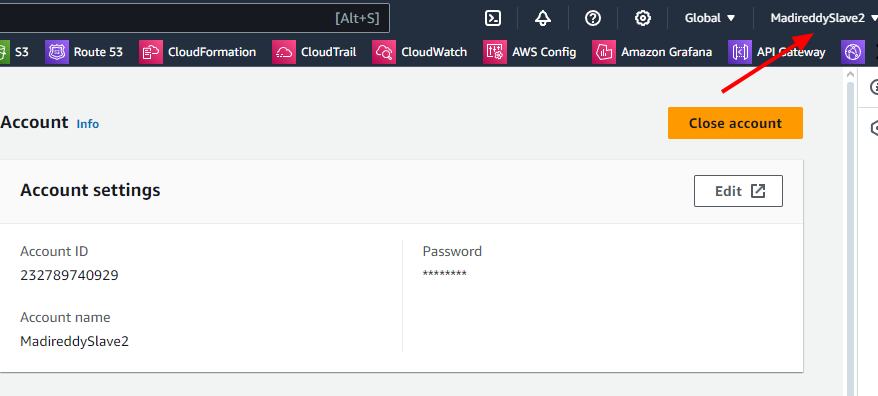 [Alt+S] Global MadireddySlave2
S3 Route 53 CloudFormation CloudTrail CloudWatch AWS Config Amazon Grafana API Gateway
Account Info
Close account
Account settings
Edit
Account ID
232789740929
Password
********
Account name
MadireddySlave2